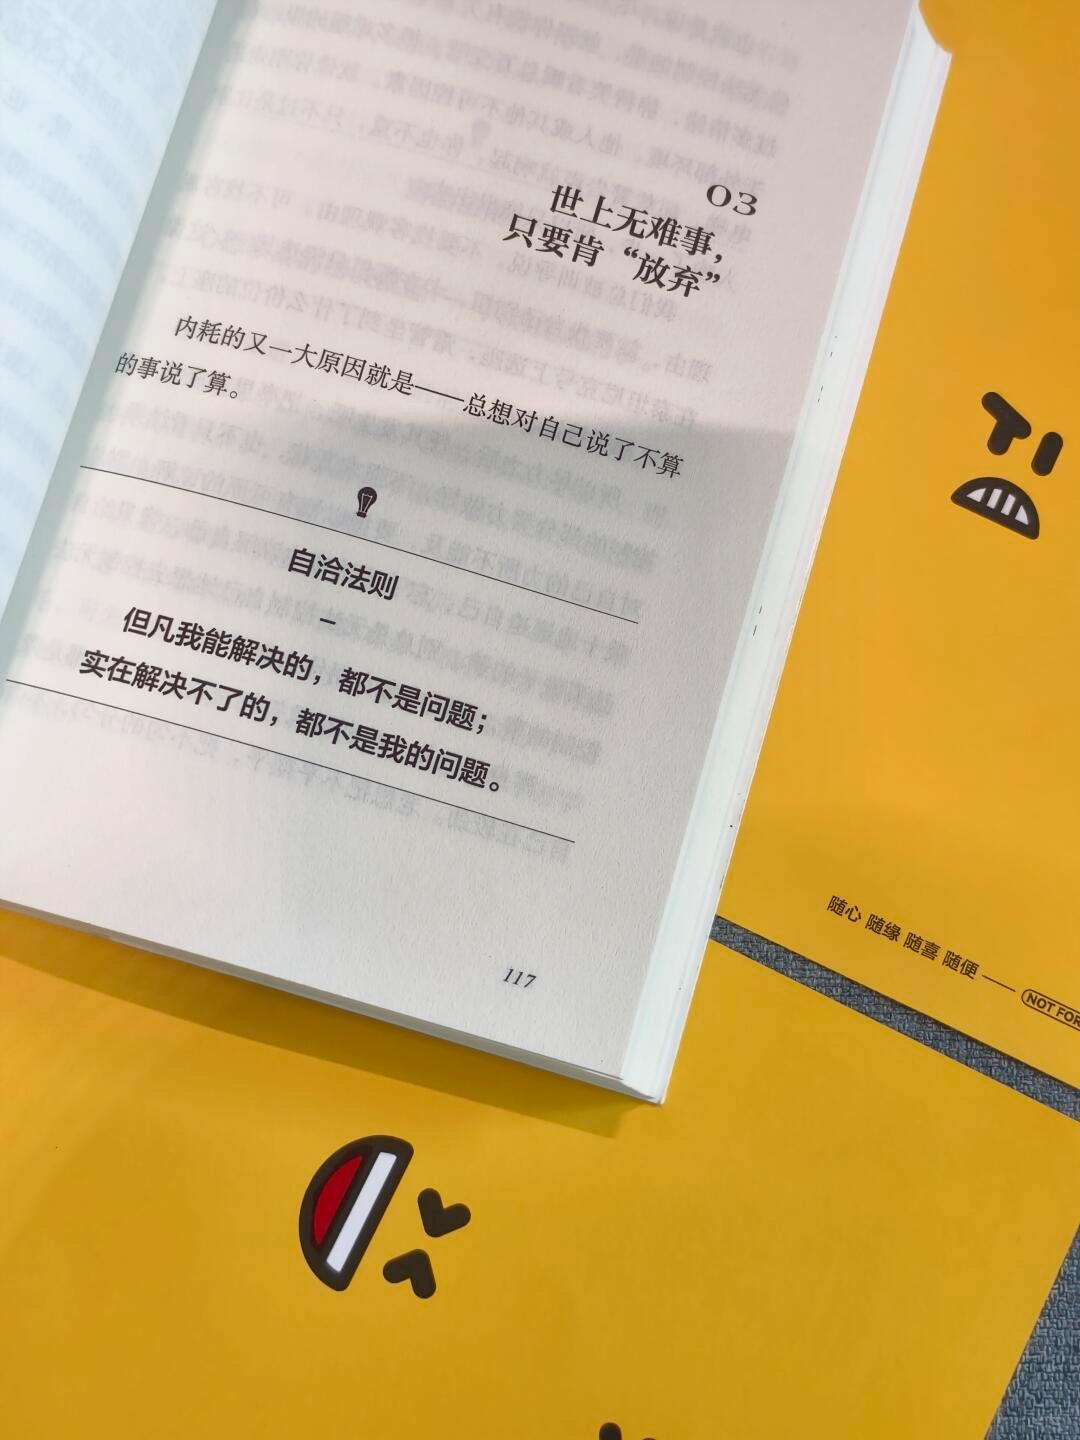 03
世上无难事，
只要肯“放弃”
内耗的又一大原因就是——总想对自己说了不算
的事说了算。
自洽法则
–
但凡我能解决的，都不是问题；
实在解决不了的，都不是我的问题。
117
随心 随缘 随喜 随便——
NOT FOR